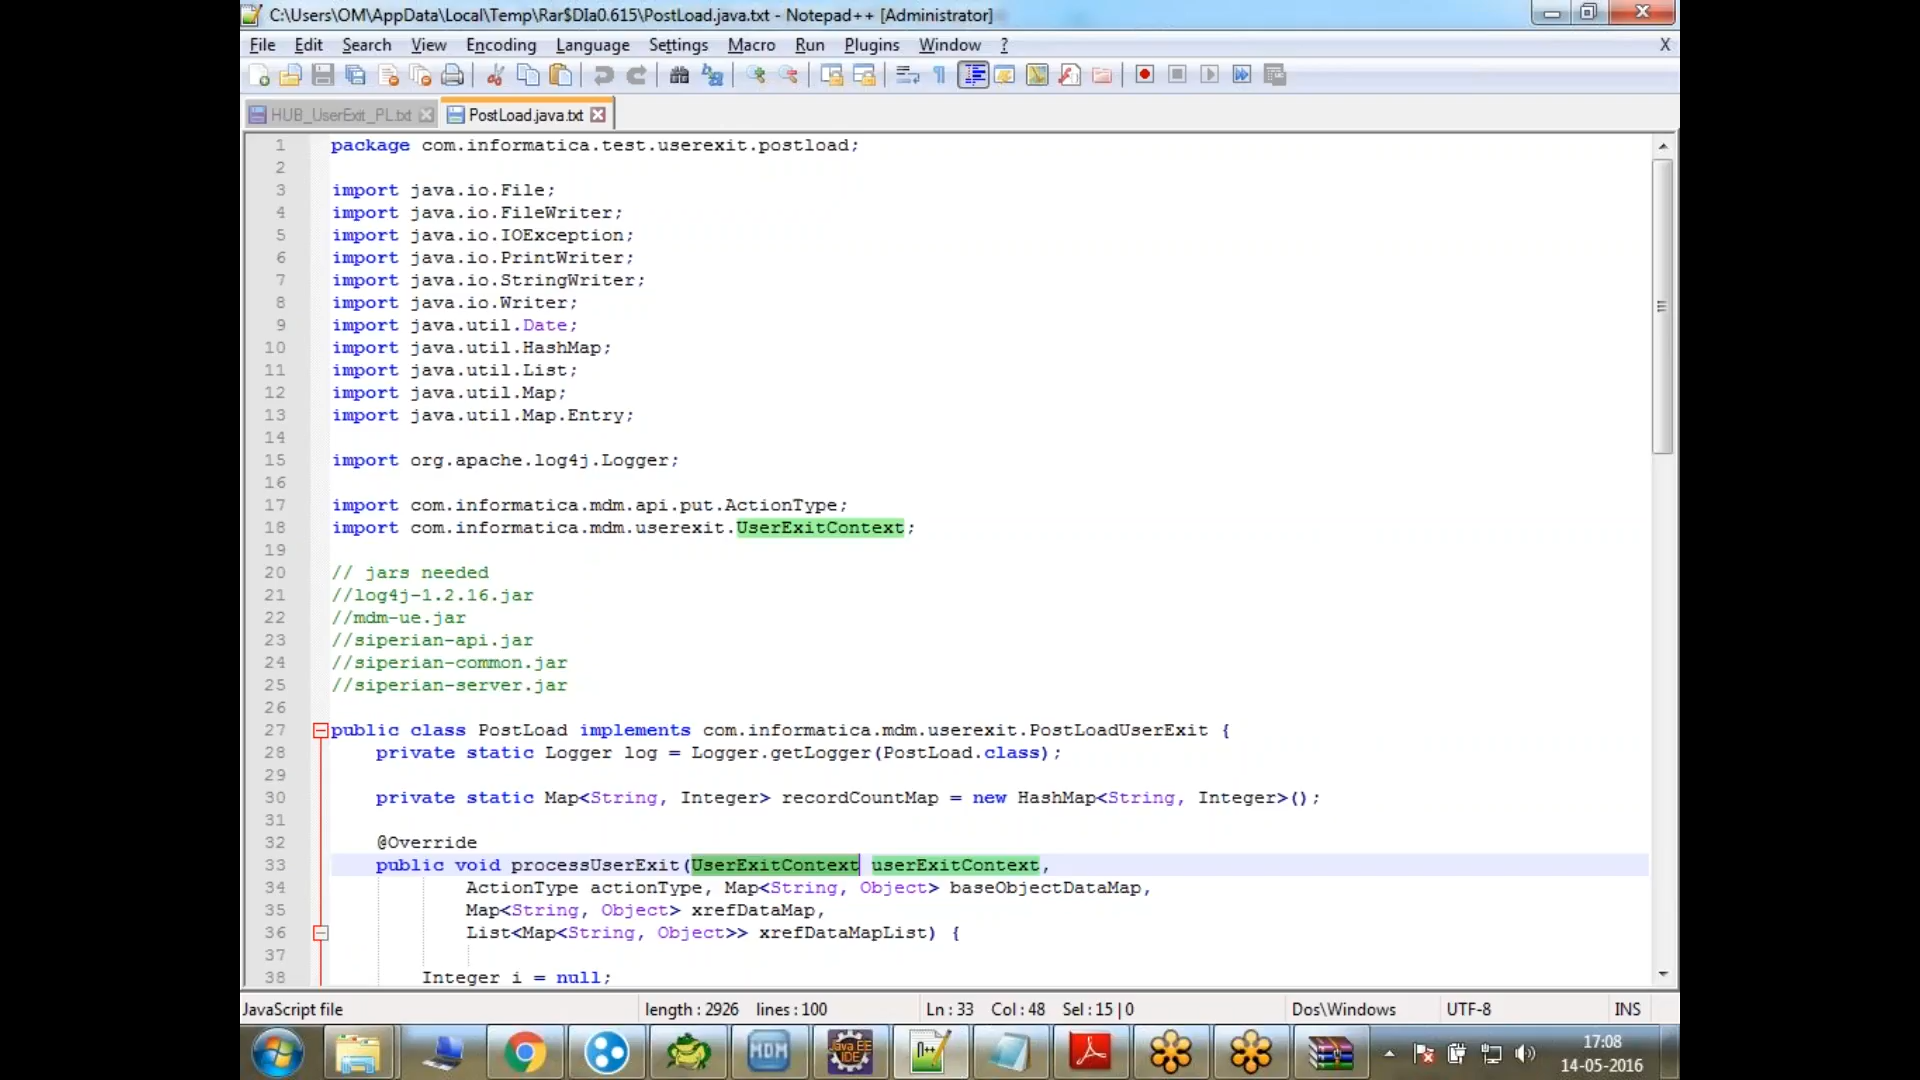 C:\Users\OM\AppData\Local\Temp\Rar$DIa0.615\PostLoad.java.txt - Notepad++ [Administrator]
File Edit Search View Encoding Language Settings Macro Run Plugins Window ? X
HUB_UserExit_PL.txt PostLoad.java.txt
1 package com.informatica.test.userexit.postload;
2
3 import java.io.File;
4 import java.io.FileWriter;
5 import java.io.IOException;
6 import java.io.PrintWriter;
7 import java.io.StringWriter;
8 import java.io.Writer;
9 import java.util.Date;
10 import java.util.HashMap;
11 import java.util.List;
12 import java.util.Map;
13 import java.util.Map.Entry;
14
15 import org.apache.log4j.Logger;
16
17 import com.informatica.mdm.api.put.ActionType;
18 import com.informatica.mdm.userexit.UserExitContext;
19
20 // jars needed
21 //log4j-1.2.16.jar
22 //mdm-ue.jar
23 //siperian-api.jar
24 //siperian-common.jar
25 //siperian-server.jar
26
27 public class PostLoad implements com.informatica.mdm.userexit.PostLoadUserExit {
28 private static Logger log = Logger.getLogger(PostLoad.class);
29
30 private static Map<String, Integer> recordCountMap = new HashMap<String, Integer>();
31
32 @Override
33 public void processUserExit(UserExitContext userExitContext,
34 ActionType actionType, Map<String, Object> baseObjectDataMap,
35 Map<String, Object> xrefDataMap,
36 List<Map<String, Object>> xrefDataMapList) {
37
38 Integer i = null;
JavaScript file length : 2926 lines : 100 Ln : 33 Col : 48 Sel : 15 | 0 Dos\Windows UTF-8 INS
MDM Java EE IDE N++ 17:08
14-05-2016